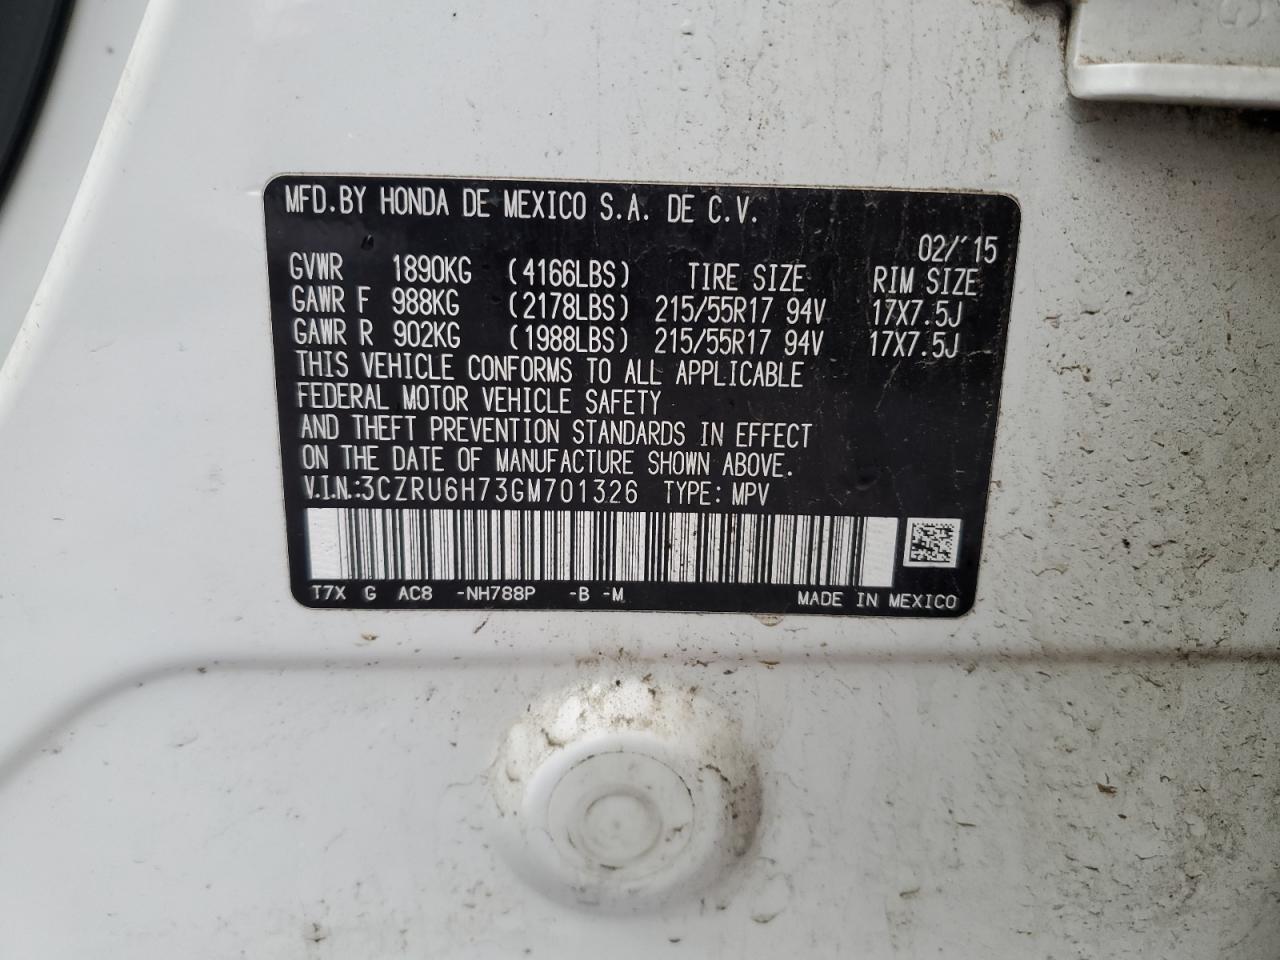 MFD.BY HONDA DE MEXICO S.A. DE C.V.
02/'15
GVWR 1890KG (4166LBS) TIRE SIZE RIM SIZE
GAWR F 988KG (2178LBS) 215/55R17 94V 17X7.5J
GAWR R 902KG (1988LBS) 215/55R17 94V 17X7.5J
THIS VEHICLE CONFORMS TO ALL APPLICABLE
FEDERAL MOTOR VEHICLE SAFETY
AND THEFT PREVENTION STANDARDS IN EFFECT
ON THE DATE OF MANUFACTURE SHOWN ABOVE.
V.I.N.:3CZRU6H73GM701326 TYPE: MPV
T7X G AC8 -NH788P -B -M MADE IN MEXICO